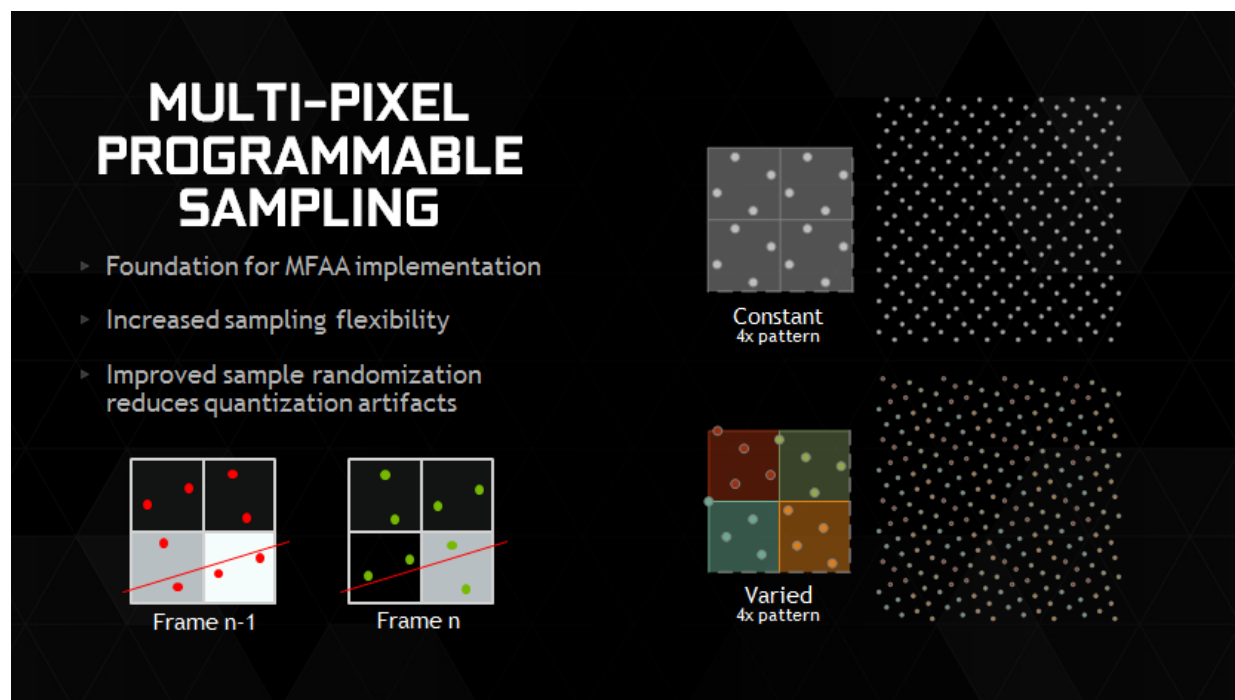 MULTI-PIXEL
PROGRAMMABLE
SAMPLING
Foundation for MFAA implementation
Increased sampling flexibility
Improved sample randomization
reduces quantization artifacts
Frame n-1
Frame n
Constant
4x pattern
Varied
4x pattern